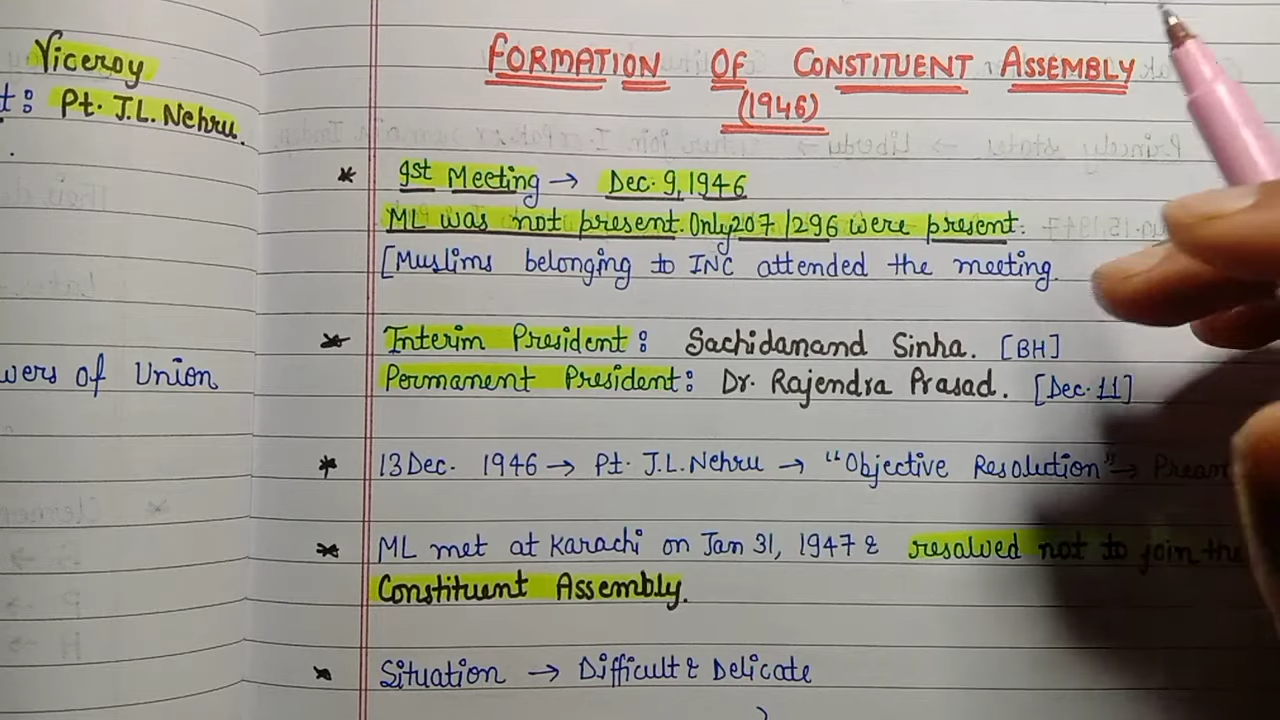 Viceroy
t: Pt. J.L. Nehru.
wers of Union
FORMATION OF CONSTITUENT ASSEMBLY
(1946)
* 1st Meeting → Dec. 9, 1946
ML was not present. Only 207/296 were present.
[Muslims belonging to INC attended the meeting.
* Interim President: Sachidanand Sinha. [BH]
Permanent President: Dr. Rajendra Prasad. [Dec. 11]
* 13 Dec. 1946 → Pt. J.L. Nehru → "Objective Resolution" → Pream
* ML met at Karachi on Jan 31, 1947 & resolved not to join the
Constituent Assembly.
* Situation → Difficult & Delicate